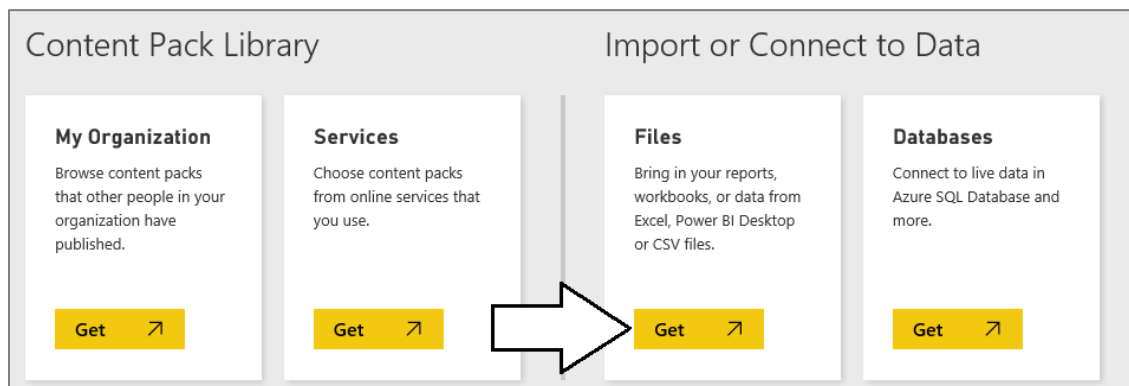 Content Pack Library
Import or Connect to Data
My Organization
Browse content packs
that other people in your
organization have
published.
Get
Services
Choose content packs
from online services that
you use.
Get
Files
Bring in your reports,
workbooks, or data from
Excel, Power BI Desktop
or CSV files.
Get
Databases
Connect to live data in
Azure SQL Database and
more.
Get